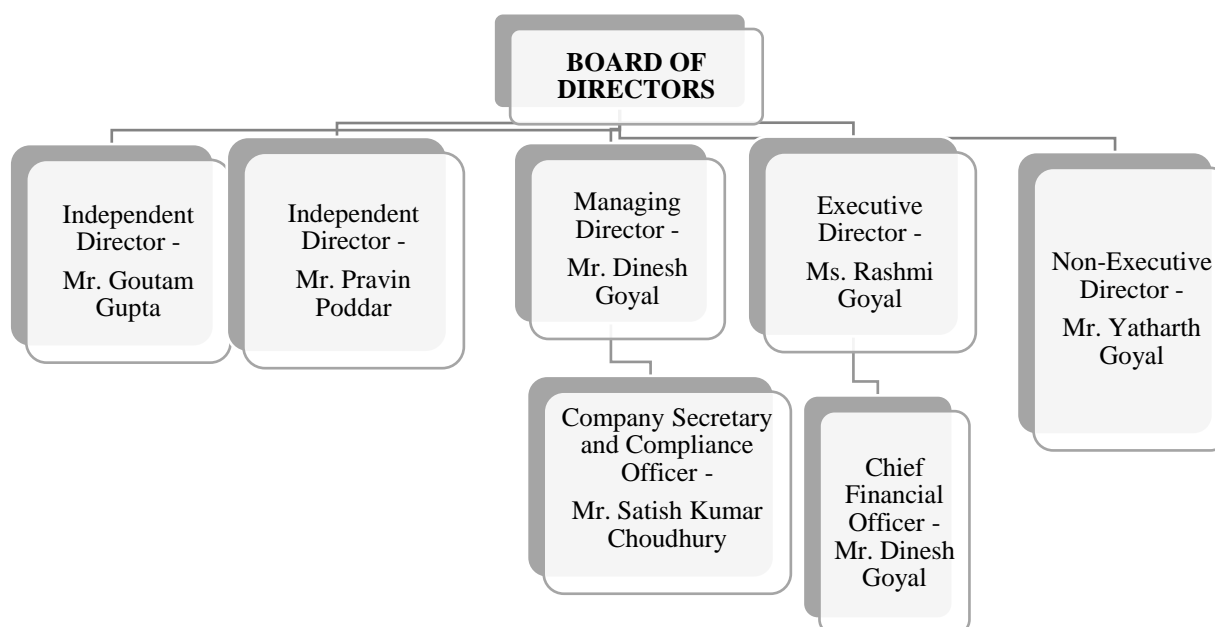 BOARD OF
DIRECTORS
Independent
Director -
Mr. Goutam
Gupta
Independent
Director -
Mr. Pravin
Poddar
Managing
Director -
Mr. Dinesh
Goyal
Executive
Director -
Ms. Rashmi
Goyal
Non-Executive
Director -
Mr. Yatharth
Goyal
Company Secretary
and Compliance
Officer -
Mr. Satish Kumar
Choudhury
Chief
Financial
Officer -
Mr. Dinesh
Goyal